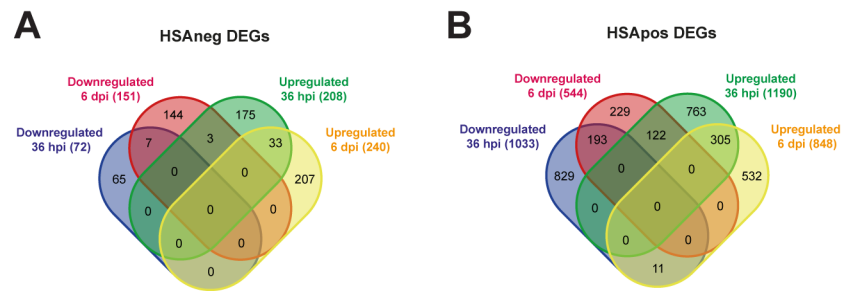 A
HSAneg DEGs
Downregulated
6 dpi (151)
Upregulated
36 hpi (208)
Downregulated
36 hpi (72)
Upregulated
6 dpi (240)
144
175
7
3
33
65
0
0
207
0
0
0
0
0
0
B
HSApos DEGs
Downregulated
6 dpi (544)
Upregulated
36 hpi (1190)
Downregulated
36 hpi (1033)
Upregulated
6 dpi (848)
229
763
193
122
305
829
0
0
532
0
0
0
0
0
11